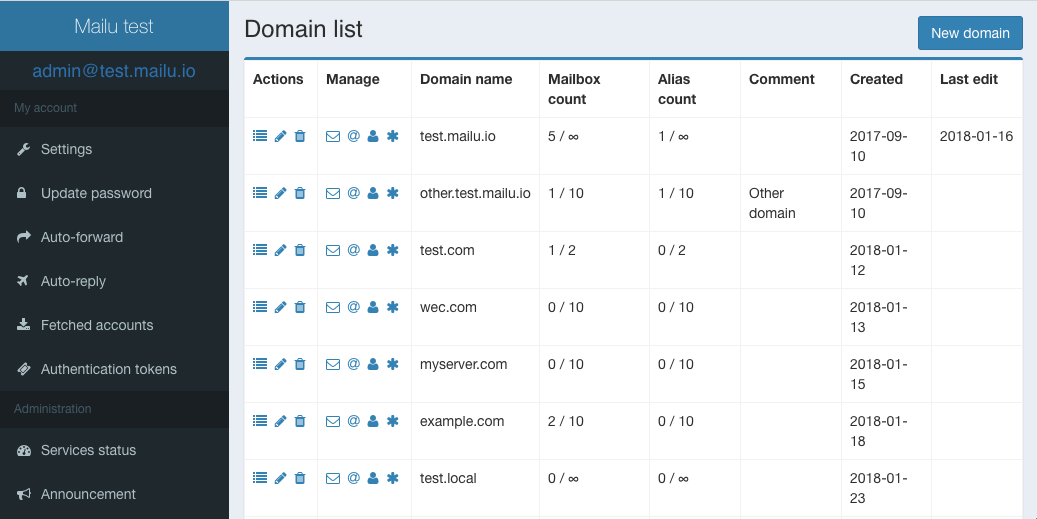 Mailu test
admin@test.mailu.io
My account
Settings
Update password
Auto-forward
Auto-reply
Fetched accounts
Authentication tokens
Administration
Services status
Announcement
Domain list
New domain
Actions Manage Domain name Mailbox count Alias count Comment Created Last edit
test.mailu.io 5 / ∞ 1 / ∞ 2017-09-10 2018-01-16
other.test.mailu.io 1 / 10 1 / 10 Other domain 2017-09-10
test.com 1 / 2 0 / 2 2018-01-12
wec.com 0 / 10 0 / 10 2018-01-13
myserver.com 0 / 10 0 / 10 2018-01-15
example.com 2 / 10 0 / 10 2018-01-18
test.local 0 / ∞ 0 / ∞ 2018-01-23